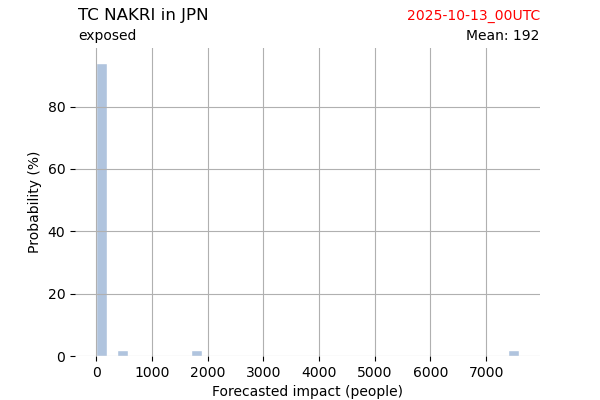 TC NAKRI in JPN
2025-10-13_00UTC
exposed
Mean: 192
Probability (%)
80
60
40
20
0
0 1000 2000 3000 4000 5000 6000 7000
Forecasted impact (people)